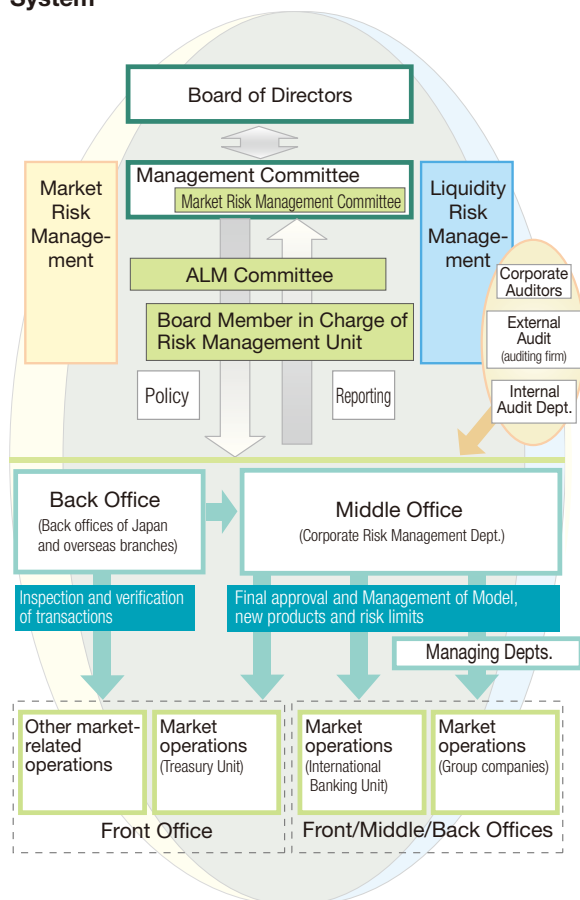 System
Board of Directors
Management Committee
Market Risk Management Committee
Market
Risk
Manage-
ment
Liquidity
Risk
Manage-
ment
ALM Committee
Board Member in Charge of
Risk Management Unit
Corporate
Auditors
External
Audit
(auditing firm)
Internal
Audit Dept.
Policy
Reporting
Back Office
(Back offices of Japan
and overseas branches)
Middle Office
(Corporate Risk Management Dept.)
Inspection and verification
of transactions
Final approval and Management of Model,
new products and risk limits
Managing Depts.
Other market-
related
operations
Market
operations
(Treasury Unit)
Market
operations
(International
Banking Unit)
Market
operations
(Group companies)
Front Office
Front/Middle/Back Offices